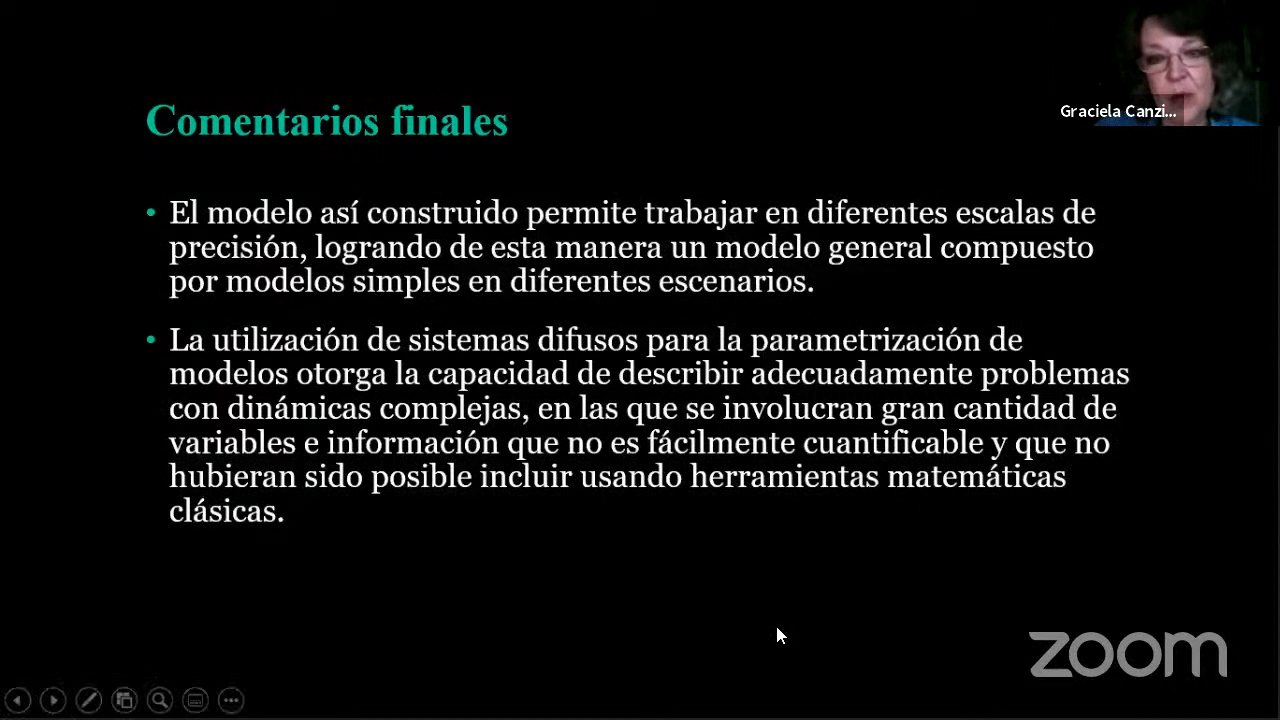 Graciela Canzi...
Comentarios finales
• El modelo así construido permite trabajar en diferentes escalas de
precisión, logrando de esta manera un modelo general compuesto
por modelos simples en diferentes escenarios.
• La utilización de sistemas difusos para la parametrización de
modelos otorga la capacidad de describir adecuadamente problemas
con dinámicas complejas, en las que se involucran gran cantidad de
variables e información que no es fácilmente cuantificable y que no
hubieran sido posible incluir usando herramientas matemáticas
clásicas.
zoom